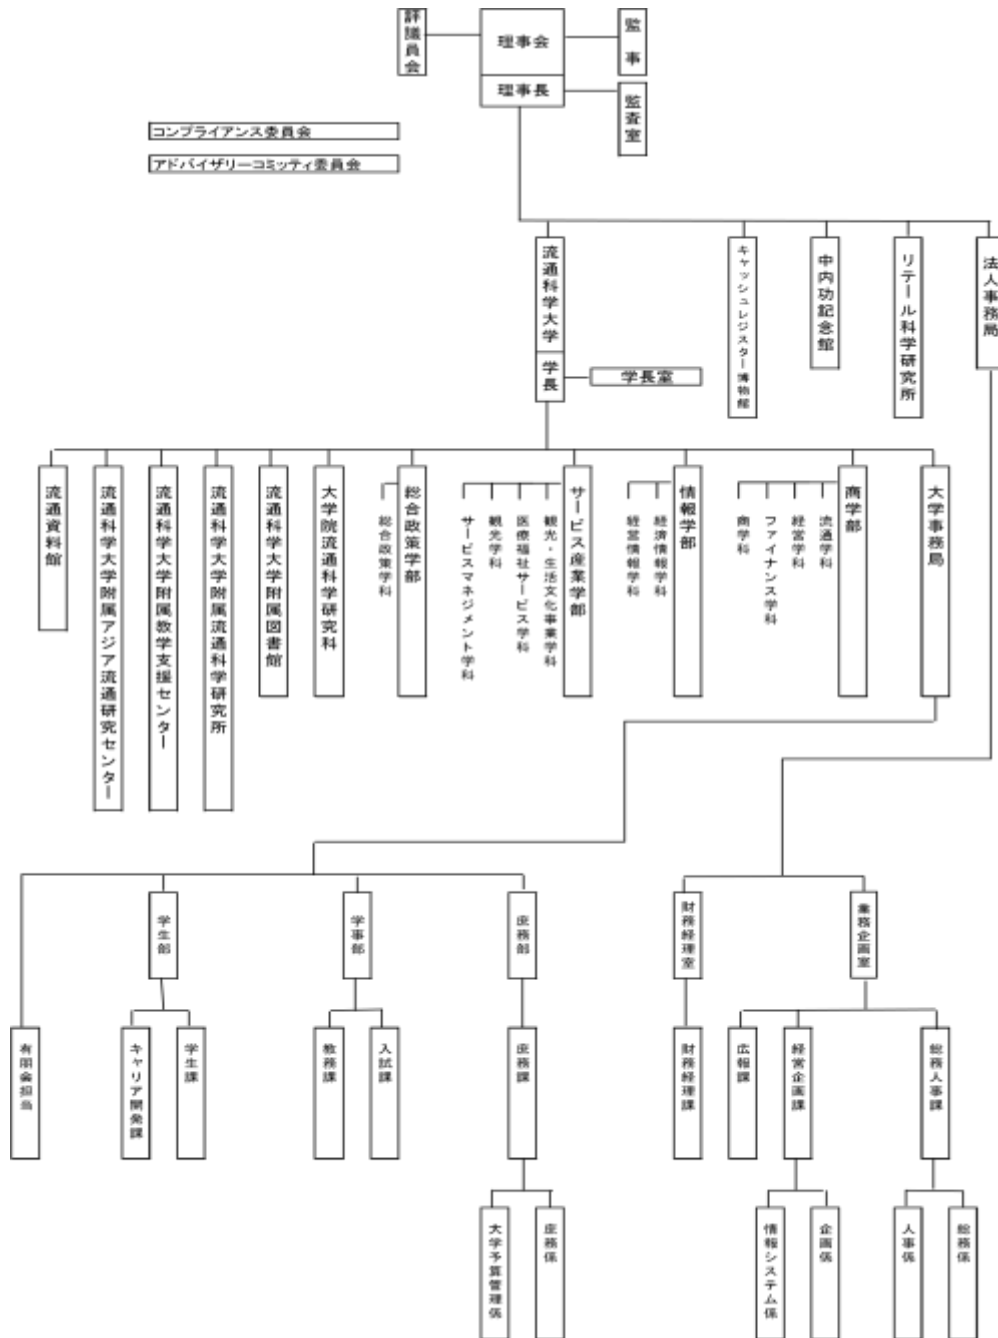 評議員会
理事会
監事
理事長
監査室
コンプライアンス委員会
アドバイザリーコミッティ委員会
流通科学大学
キャッシュレジスター博物館
中内功記念館
リテール科学研究所
法人事務局
学長
学長室
流通資料館
流通科学大学附属アジア流通研究センター
流通科学大学附属教学支援センター
流通科学大学附属流通科学研究所
流通科学大学附属図書館
大学院流通科学研究科
総合政策学科
総合政策学部
サービスマネジメント学科
観光学科
医療福祉サービス学科
観光・生活文化事業学科
サービス産業学部
経営情報学科
経済情報学科
情報学部
商学科
ファイナンス学科
経営学科
流通学科
商学部
大学事務局
学生部
学事部
庶務部
財務経理室
業務企画室
有朋会担当
キャリア開発課
学生課
教務課
入試課
庶務課
財務経理課
広報課
経営企画課
総務人事課
大学予算管理係
庶務係
情報システム係
企画係
人事係
総務係